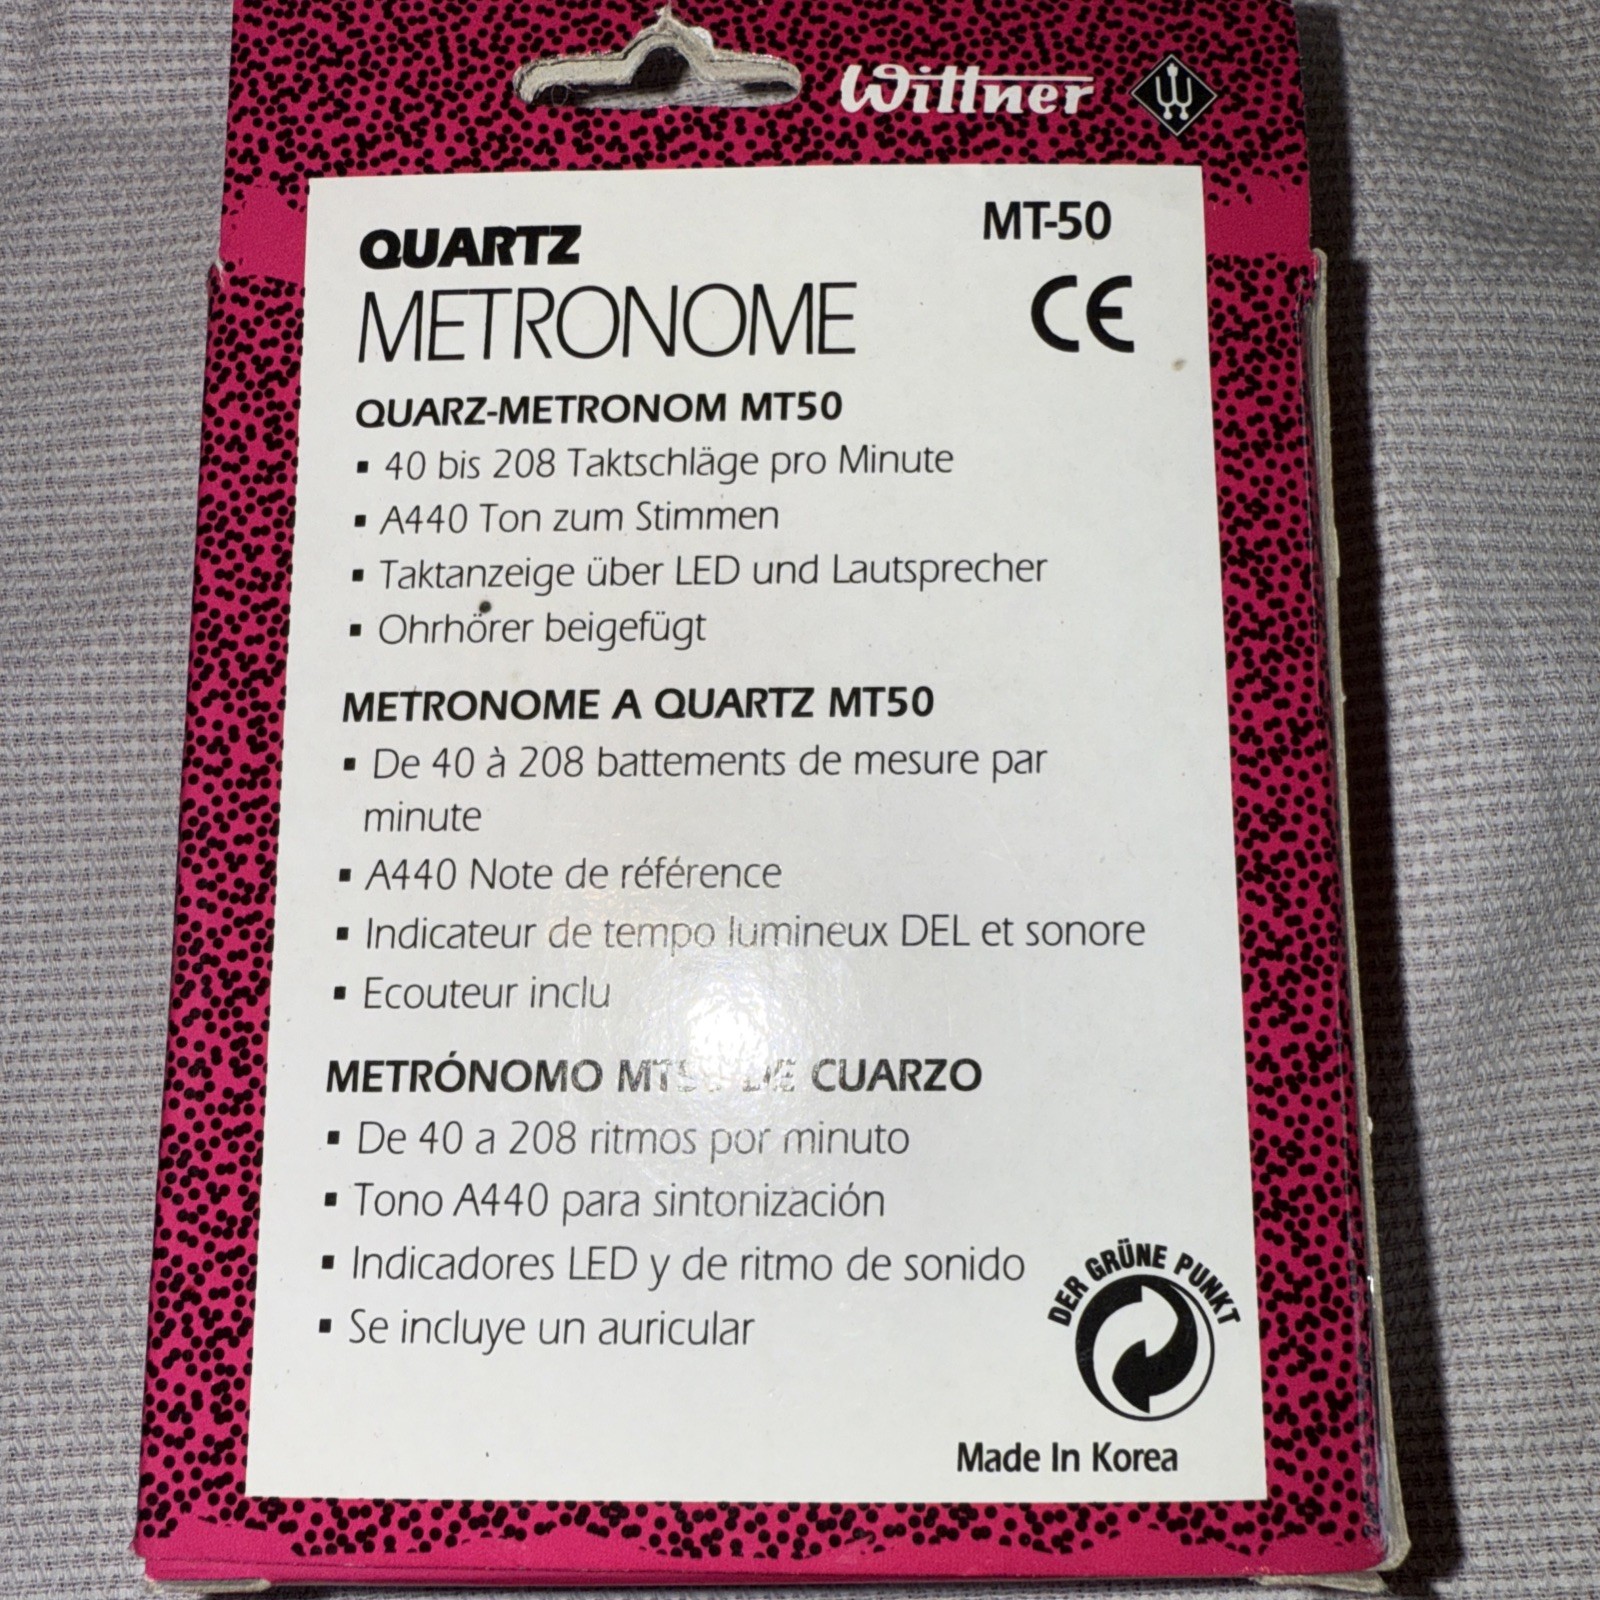 Wittner
MT-50
QUARTZ
METRONOME
CE
QUARZ-METRONOM MT50
▪ 40 bis 208 Taktschläge pro Minute
▪ A440 Ton zum Stimmen
▪ Taktanzeige über LED und Lautsprecher
▪ Ohrhörer beigefügt
METRONOME A QUARTZ MT50
▪ De 40 à 208 battements de mesure par
minute
▪ A440 Note de référence
▪ Indicateur de tempo lumineux DEL et sonore
▪ Ecouteur inclu
METRÓNOMO MT50 DE CUARZO
▪ De 40 a 208 ritmos por minuto
▪ Tono A440 para sintonización
▪ Indicadores LED y de ritmo de sonido
▪ Se incluye un auricular
DER GRÜNE PUNKT
Made In Korea